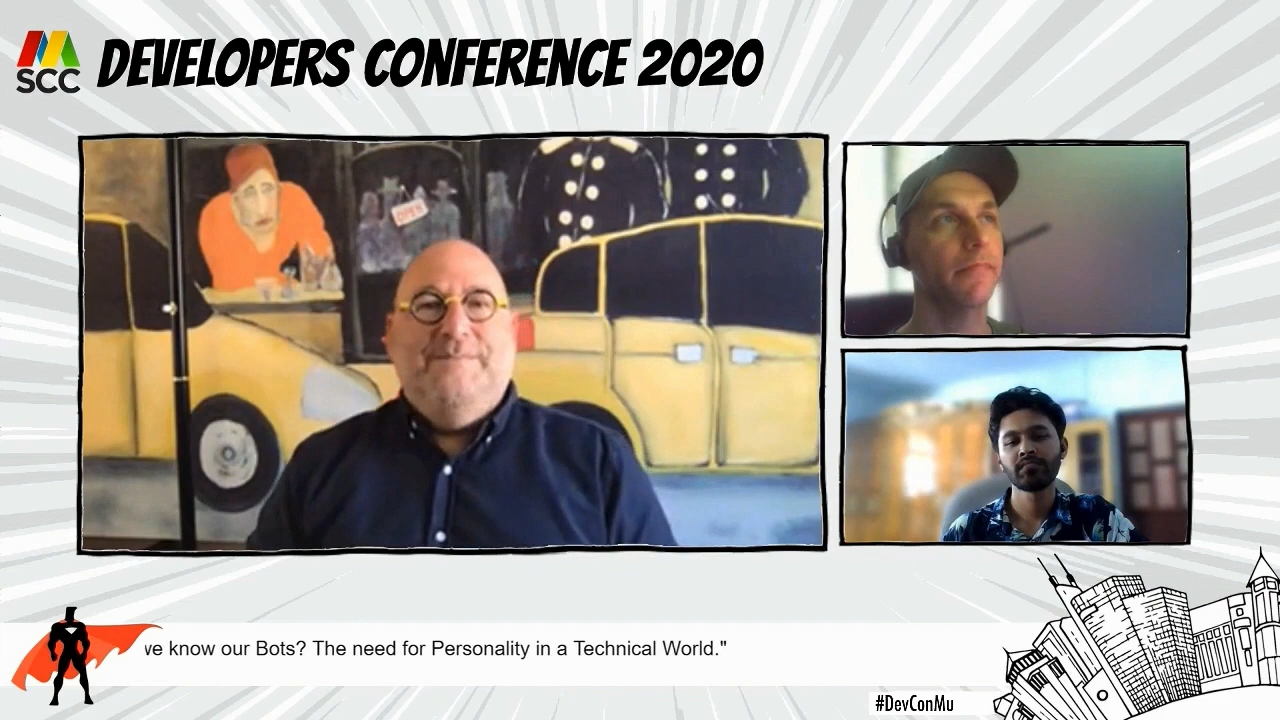 SCC
DEVELOPERS CONFERENCE 2020
OPEN
ve know our Bots? The need for Personality in a Technical World."
#DevConMu